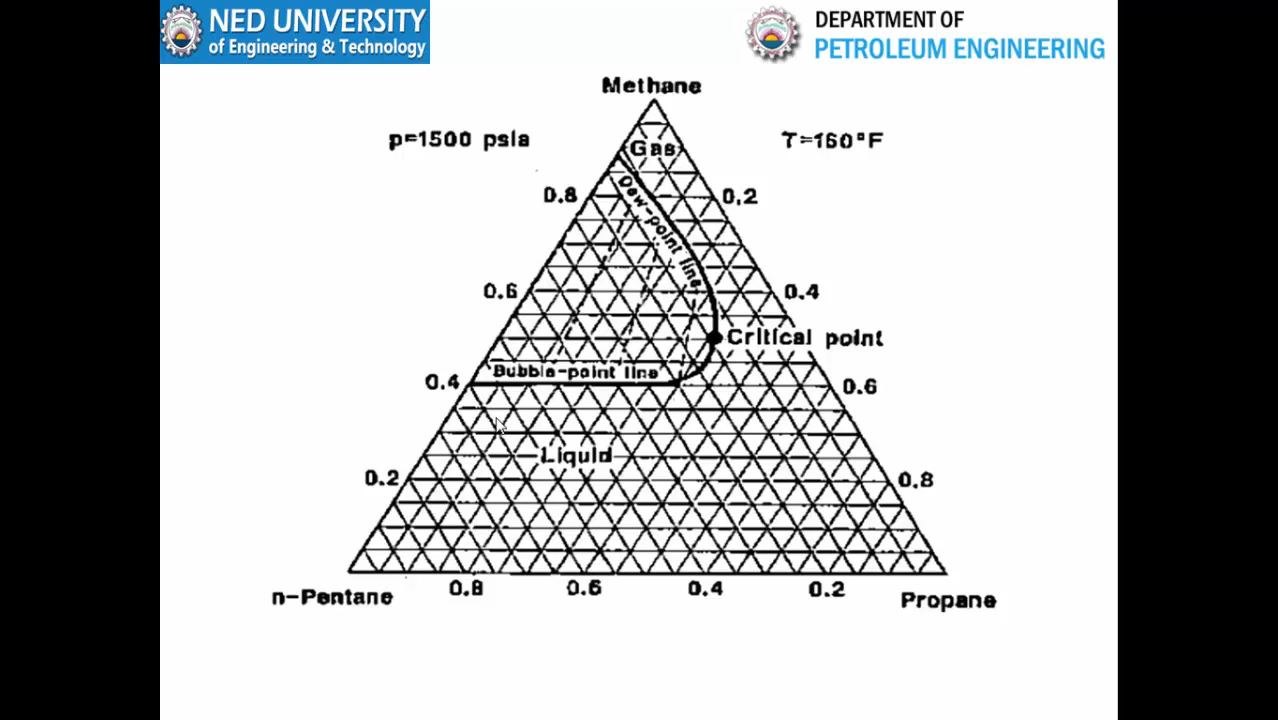 NED UNIVERSITY
of Engineering & Technology
DEPARTMENT OF
PETROLEUM ENGINEERING
Methane
p=1500 psia
T=160°F
Gas
Dew-point line
0.8
0.2
0.6
0.4
Critical point
Bubble-point line
0.4
0.6
Liquid
0.2
0.8
n-Pentane
0.8
0.6
0.4
0.2
Propane